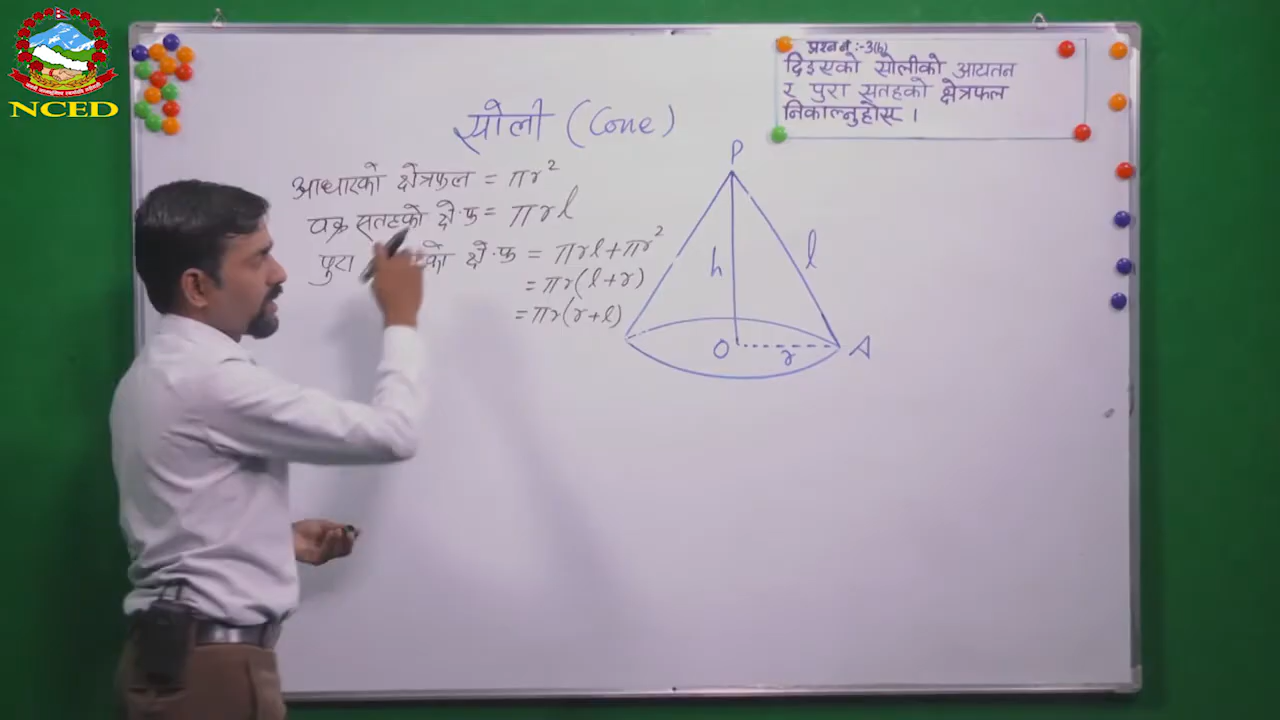 NCED
प्रश्न नं :-3(b)
दिइएको सोलीको आयतन
र पुरा सतहको क्षेत्रफल
निकाल्नुहोस् ।
सोली (Cone)
आधारको क्षेत्रफल = πr²
वक्र सतहको क्षे·फ = πrl
पुरा को क्षे·फ = πrl+πr²
= πr(l+r)
= πr(r+l)
P
h
l
O
r
A